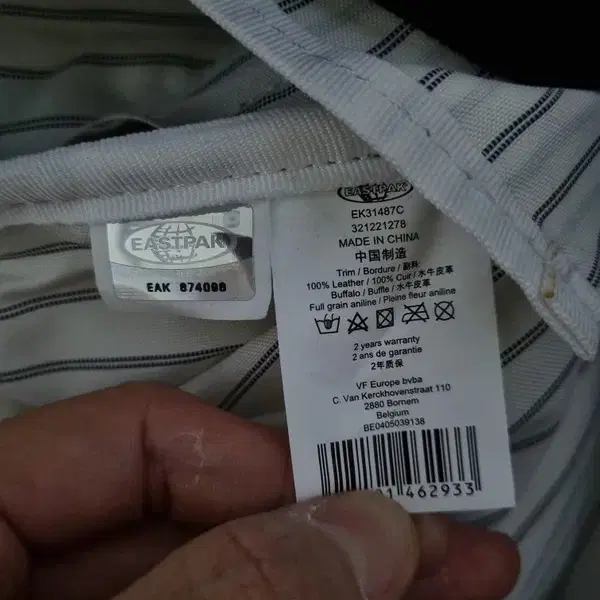 EASTPAK
EAK 874098
EASTPAK
EK31487C
321221278
MADE IN CHINA
中国制造
Trim / Bordure / 副料:
100% Leather / 100% Cuir / 水牛皮革
Buffalo / Buffle / 水牛皮革
Full grain aniline / Pleine fleur aniline
2 years warranty
2 ans de garantie
2年质保
VF Europe bvba
C. Van Kerckhovenstraat 110
2880 Bornem
Belgium
BE0405039138
1 462933